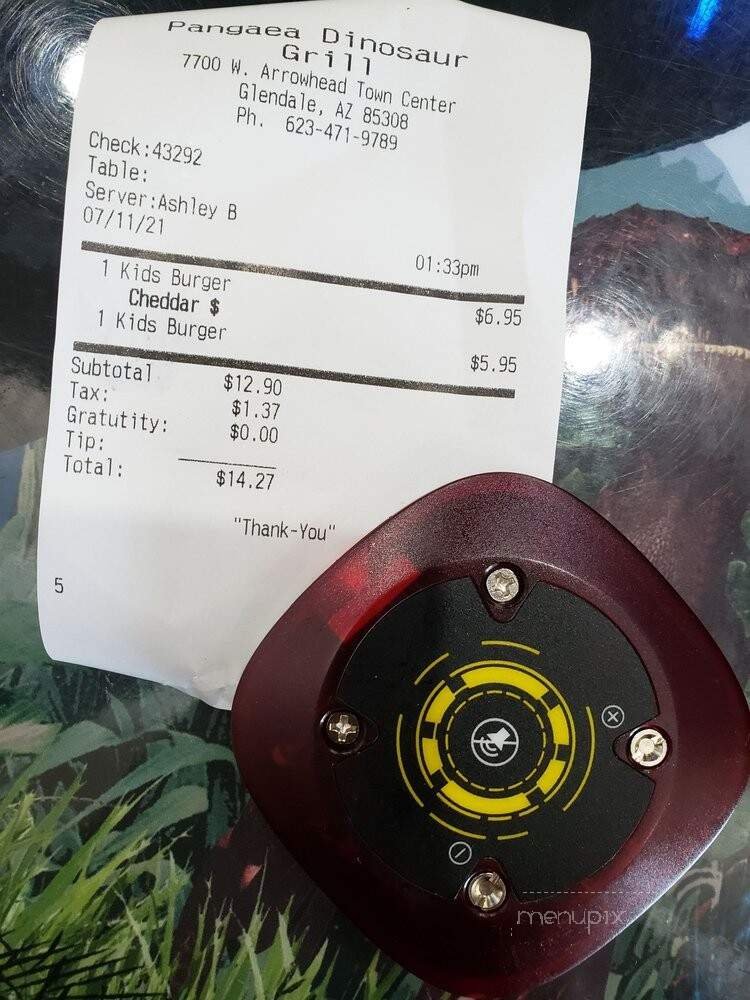 Pangaea Dinosaur
Grill
7700 W. Arrowhead Town Center
Glendale, AZ 85308
Ph. 623-471-9789
Check:43292
Table:
Server:Ashley B
07/11/21 01:33pm
1 Kids Burger $6.95
Cheddar $
1 Kids Burger $5.95
Subtotal $12.90
Tax: $1.37
Gratutity: $0.00
Tip:
Total: $14.27
"Thank-You"
5
menupix